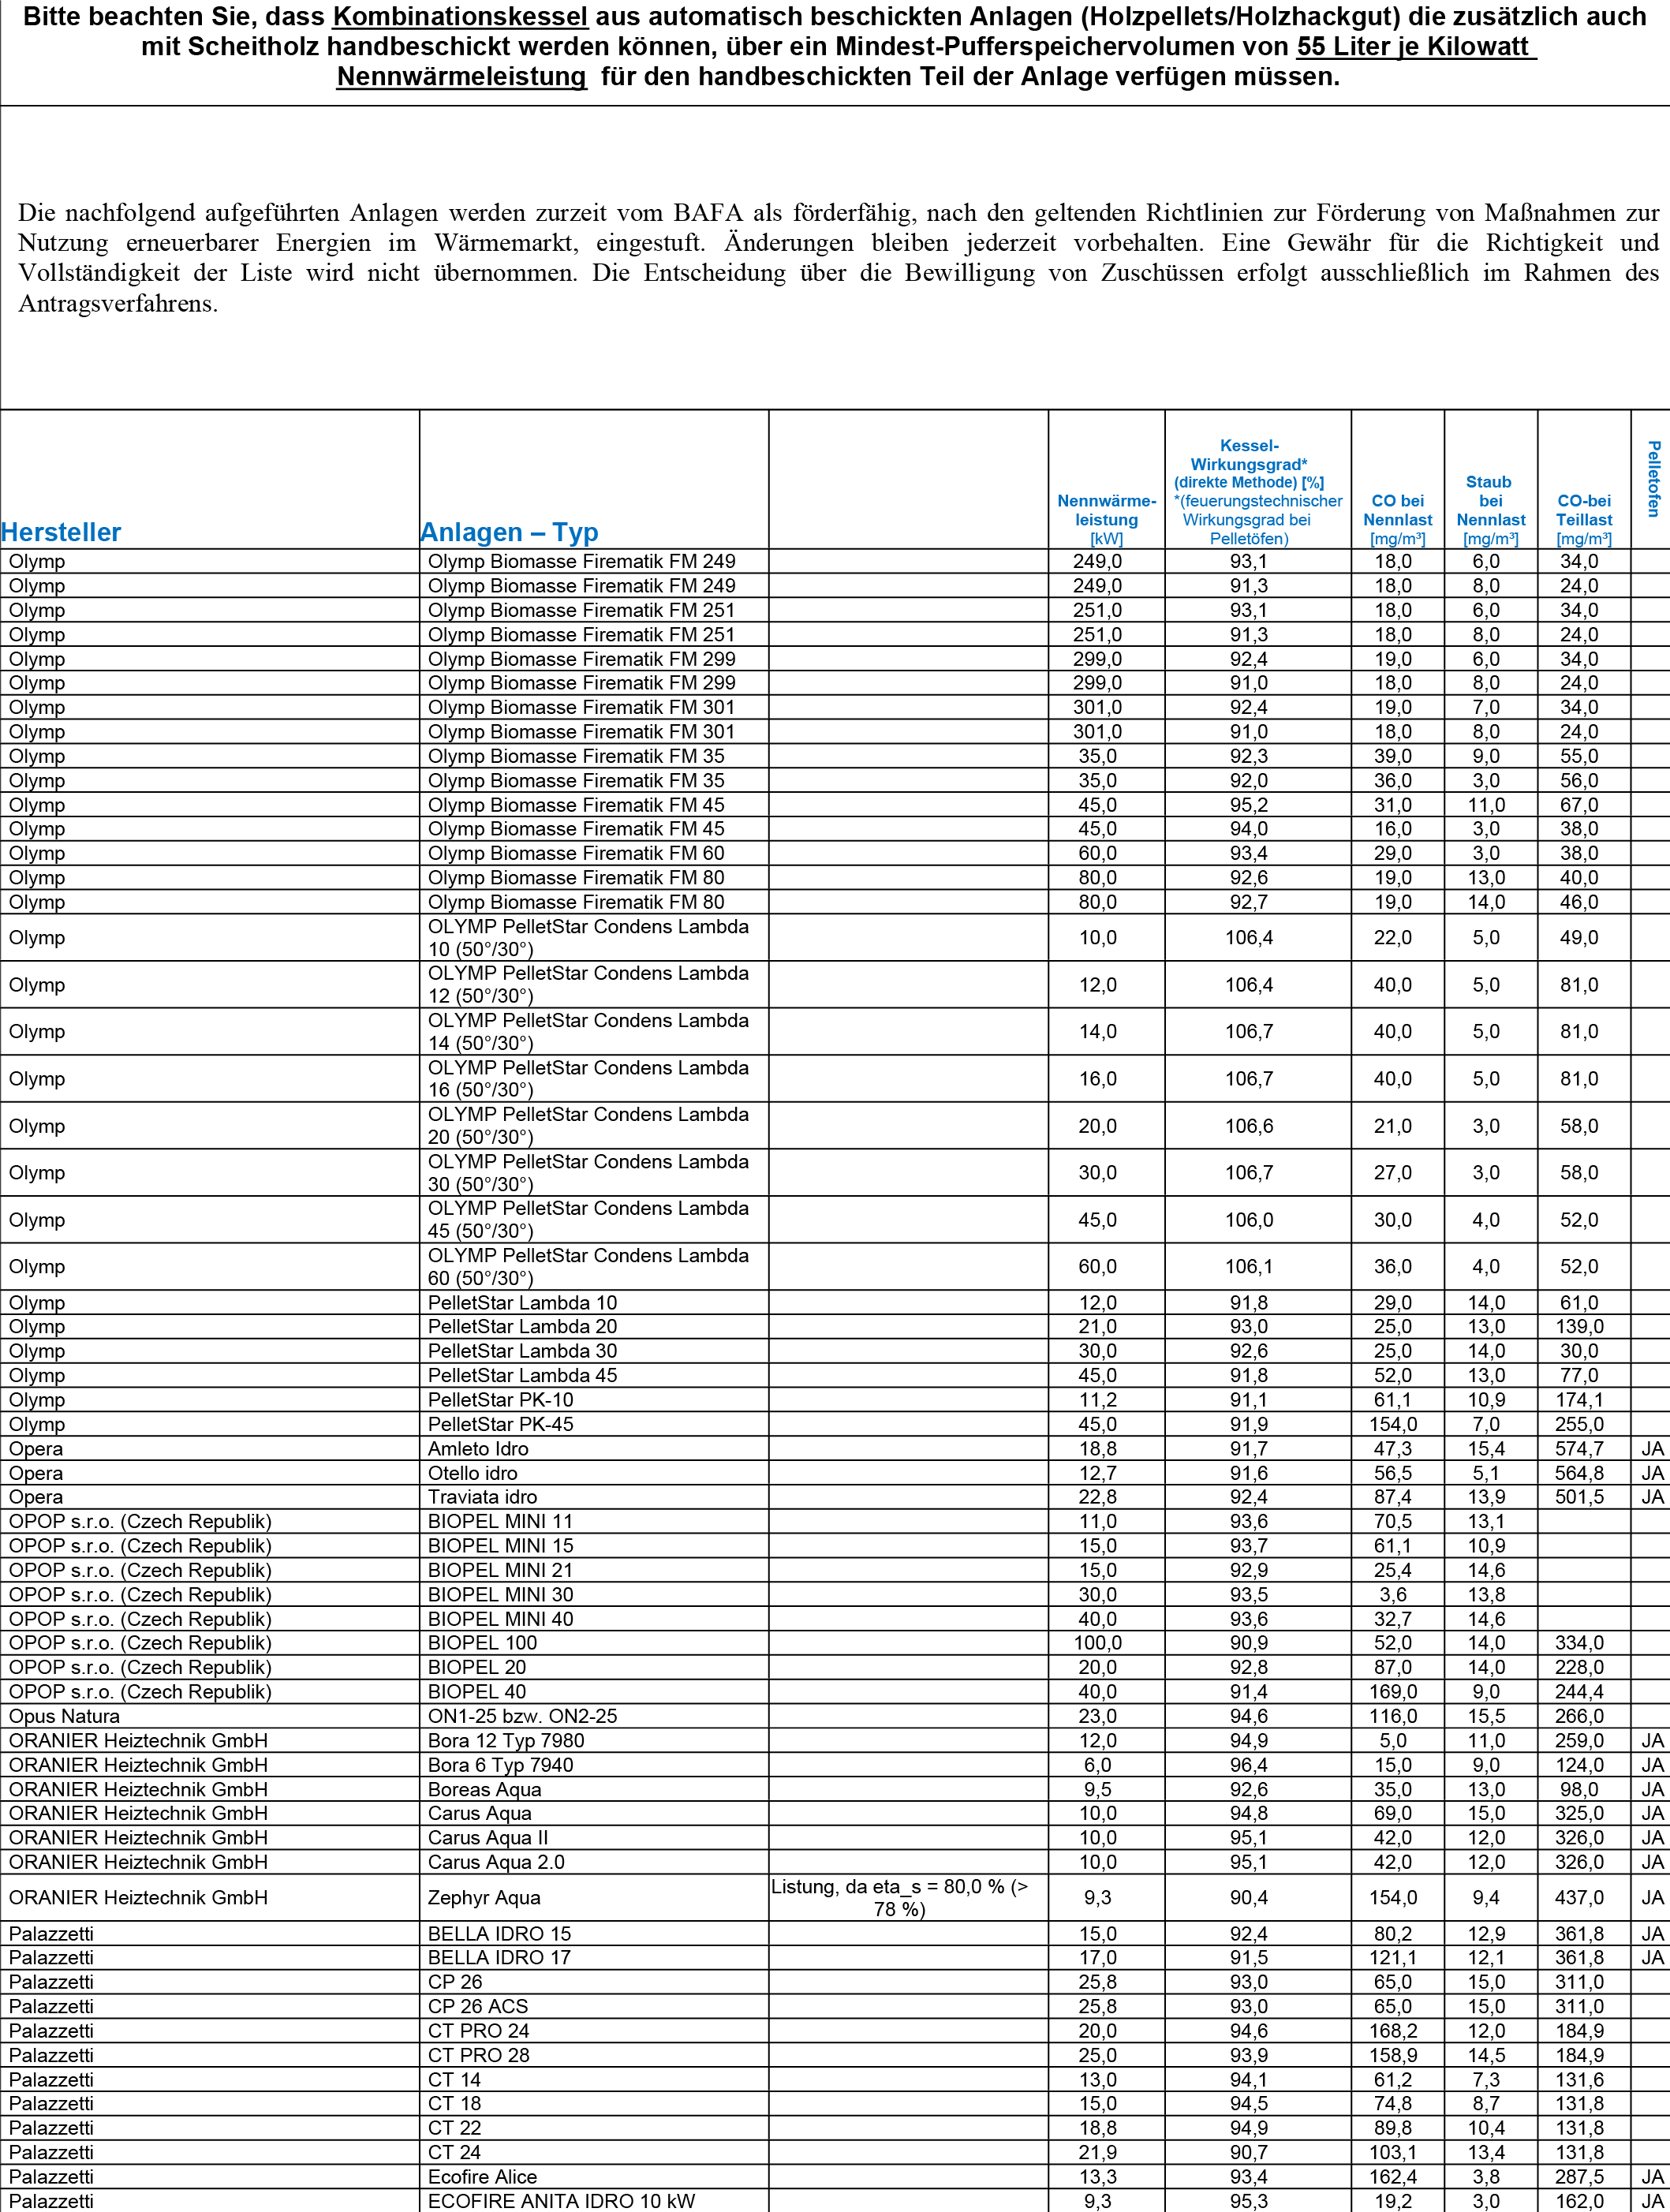 Bitte beachten Sie, dass Kombinationskessel aus automatisch beschickten Anlagen (Holzpellets/Holzhackgut) die zusätzlich auch
mit Scheitholz handbeschickt werden können, über ein Mindest-Pufferspeichervolumen von 55 Liter je Kilowatt
Nennwärmeleistung für den handbeschickten Teil der Anlage verfügen müssen.
Die nachfolgend aufgeführten Anlagen werden zurzeit vom BAFA als förderfähig, nach den geltenden Richtlinien zur Förderung von Maßnahmen zur
Nutzung erneuerbarer Energien im Wärmemarkt, eingestuft. Änderungen bleiben jederzeit vorbehalten. Eine Gewähr für die Richtigkeit und
Vollständigkeit der Liste wird nicht übernommen. Die Entscheidung über die Bewilligung von Zuschüssen erfolgt ausschließlich im Rahmen des
Antragsverfahrens.
Hersteller
Anlagen – Typ
Nennwärme-
leistung
[kW]
Kessel-
Wirkungsgrad*
(direkte Methode) [%]
*(feuerungstechnischer
Wirkungsgrad bei
Pelletöfen)
CO bei
Nennlast
[mg/m³]
Staub
bei
Nennlast
[mg/m³]
CO-bei
Teillast
[mg/m³]
Pelletofen
Olymp Olymp Biomasse Firematik FM 249 249,0 93,1 18,0 6,0 34,0
Olymp Olymp Biomasse Firematik FM 249 249,0 91,3 18,0 8,0 24,0
Olymp Olymp Biomasse Firematik FM 251 251,0 93,1 18,0 6,0 34,0
Olymp Olymp Biomasse Firematik FM 251 251,0 91,3 18,0 8,0 24,0
Olymp Olymp Biomasse Firematik FM 299 299,0 92,4 19,0 6,0 34,0
Olymp Olymp Biomasse Firematik FM 299 299,0 91,0 18,0 8,0 24,0
Olymp Olymp Biomasse Firematik FM 301 301,0 92,4 19,0 7,0 34,0
Olymp Olymp Biomasse Firematik FM 301 301,0 91,0 18,0 8,0 24,0
Olymp Olymp Biomasse Firematik FM 35 35,0 92,3 39,0 9,0 55,0
Olymp Olymp Biomasse Firematik FM 35 35,0 92,0 36,0 3,0 56,0
Olymp Olymp Biomasse Firematik FM 45 45,0 95,2 31,0 11,0 67,0
Olymp Olymp Biomasse Firematik FM 45 45,0 94,0 16,0 3,0 38,0
Olymp Olymp Biomasse Firematik FM 60 60,0 93,4 29,0 3,0 38,0
Olymp Olymp Biomasse Firematik FM 80 80,0 92,6 19,0 13,0 40,0
Olymp Olymp Biomasse Firematik FM 80 80,0 92,7 19,0 14,0 46,0
Olymp OLYMP PelletStar Condens Lambda
10 (50°/30°) 10,0 106,4 22,0 5,0 49,0
Olymp OLYMP PelletStar Condens Lambda
12 (50°/30°) 12,0 106,4 40,0 5,0 81,0
Olymp OLYMP PelletStar Condens Lambda
14 (50°/30°) 14,0 106,7 40,0 5,0 81,0
Olymp OLYMP PelletStar Condens Lambda
16 (50°/30°) 16,0 106,7 40,0 5,0 81,0
Olymp OLYMP PelletStar Condens Lambda
20 (50°/30°) 20,0 106,6 21,0 3,0 58,0
Olymp OLYMP PelletStar Condens Lambda
30 (50°/30°) 30,0 106,7 27,0 3,0 58,0
Olymp OLYMP PelletStar Condens Lambda
45 (50°/30°) 45,0 106,0 30,0 4,0 52,0
Olymp OLYMP PelletStar Condens Lambda
60 (50°/30°) 60,0 106,1 36,0 4,0 52,0
Olymp PelletStar Lambda 10 12,0 91,8 29,0 14,0 61,0
Olymp PelletStar Lambda 20 21,0 93,0 25,0 13,0 139,0
Olymp PelletStar Lambda 30 30,0 92,6 25,0 14,0 30,0
Olymp PelletStar Lambda 45 45,0 91,8 52,0 13,0 77,0
Olymp PelletStar PK-10 11,2 91,1 61,1 10,9 174,1
Olymp PelletStar PK-45 45,0 91,9 154,0 7,0 255,0
Opera Amleto Idro 18,8 91,7 47,3 15,4 574,7 JA
Opera Otello idro 12,7 91,6 56,5 5,1 564,8 JA
Opera Traviata idro 22,8 92,4 87,4 13,9 501,5 JA
OPOP s.r.o. (Czech Republik) BIOPEL MINI 11 11,0 93,6 70,5 13,1
OPOP s.r.o. (Czech Republik) BIOPEL MINI 15 15,0 93,7 61,1 10,9
OPOP s.r.o. (Czech Republik) BIOPEL MINI 21 15,0 92,9 25,4 14,6
OPOP s.r.o. (Czech Republik) BIOPEL MINI 30 30,0 93,5 3,6 13,8
OPOP s.r.o. (Czech Republik) BIOPEL MINI 40 40,0 93,6 32,7 14,6
OPOP s.r.o. (Czech Republik) BIOPEL 100 100,0 90,9 52,0 14,0 334,0
OPOP s.r.o. (Czech Republik) BIOPEL 20 20,0 92,8 87,0 14,0 228,0
OPOP s.r.o. (Czech Republik) BIOPEL 40 40,0 91,4 169,0 9,0 244,4
Opus Natura ON1-25 bzw. ON2-25 23,0 94,6 116,0 15,5 266,0
ORANIER Heiztechnik GmbH Bora 12 Typ 7980 12,0 94,9 5,0 11,0 259,0 JA
ORANIER Heiztechnik GmbH Bora 6 Typ 7940 6,0 96,4 15,0 9,0 124,0 JA
ORANIER Heiztechnik GmbH Boreas Aqua 9,5 92,6 35,0 13,0 98,0 JA
ORANIER Heiztechnik GmbH Carus Aqua 10,0 94,8 69,0 15,0 325,0 JA
ORANIER Heiztechnik GmbH Carus Aqua II 10,0 95,1 42,0 12,0 326,0 JA
ORANIER Heiztechnik GmbH Carus Aqua 2.0 10,0 95,1 42,0 12,0 326,0 JA
ORANIER Heiztechnik GmbH Zephyr Aqua Listung, da eta_s = 80,0 % (>
78 %) 9,3 90,4 154,0 9,4 437,0 JA
Palazzetti BELLA IDRO 15 15,0 92,4 80,2 12,9 361,8 JA
Palazzetti BELLA IDRO 17 17,0 91,5 121,1 12,1 361,8 JA
Palazzetti CP 26 25,8 93,0 65,0 15,0 311,0
Palazzetti CP 26 ACS 25,8 93,0 65,0 15,0 311,0
Palazzetti CT PRO 24 20,0 94,6 168,2 12,0 184,9
Palazzetti CT PRO 28 25,0 93,9 158,9 14,5 184,9
Palazzetti CT 14 13,0 94,1 61,2 7,3 131,6
Palazzetti CT 18 15,0 94,5 74,8 8,7 131,8
Palazzetti CT 22 18,8 94,9 89,8 10,4 131,8
Palazzetti CT 24 21,9 90,7 103,1 13,4 131,8
Palazzetti Ecofire Alice 13,3 93,4 162,4 3,8 287,5 JA
Palazzetti ECOFIRE ANITA IDRO 10 kW 9,3 95,3 19,2 3,0 162,0 JA